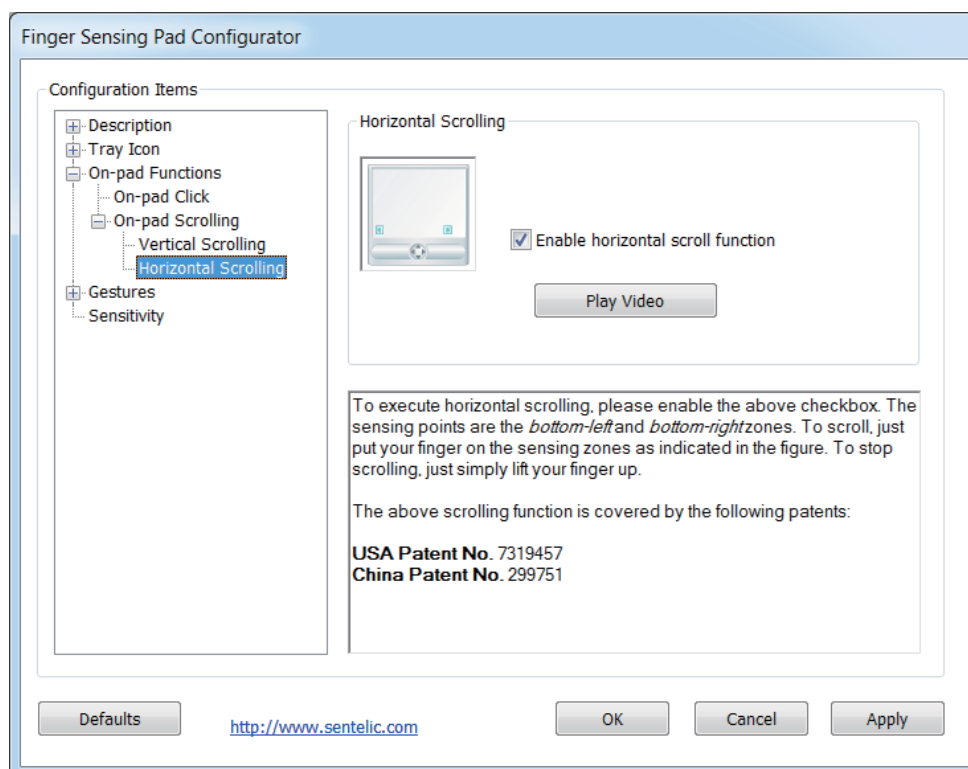 Finger Sensing Pad Configurator
Configuration Items
Description
Tray Icon
On-pad Functions
On-pad Click
On-pad Scrolling
Vertical Scrolling
Horizontal Scrolling
Gestures
Sensitivity
Horizontal Scrolling
Enable horizontal scroll function
Play Video
To execute horizontal scrolling, please enable the above checkbox. The
sensing points are the bottom-left and bottom-right zones. To scroll, just
put your finger on the sensing zones as indicated in the figure. To stop
scrolling, just simply lift your finger up.
The above scrolling function is covered by the following patents:
USA Patent No. 7319457
China Patent No. 299751
Defaults
http://www.sentelic.com
OK
Cancel
Apply